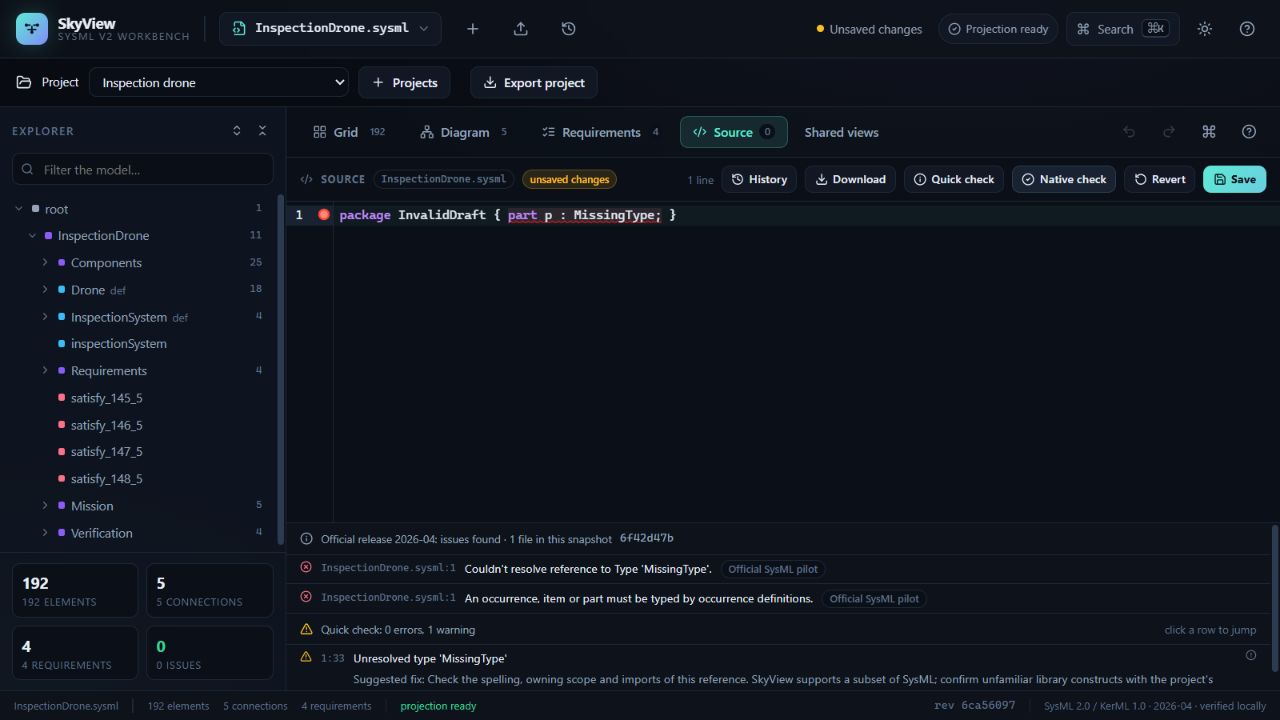 SkyView
SYSML V2 WORKBENCH
InspectionDrone.sysml
Unsaved changes
Projection ready
⌘ Search ⌘K
Project
Inspection drone
+ Projects
Export project
EXPLORER
Filter the model...
root 1
InspectionDrone 11
Components 25
Drone def 18
InspectionSystem def 4
inspectionSystem
Requirements 4
satisfy_145_5
satisfy_146_5
satisfy_147_5
satisfy_148_5
Mission 5
Verification 4
192
192 ELEMENTS
5
5 CONNECTIONS
4
4 REQUIREMENTS
0
0 ISSUES
Grid 192
Diagram 5
Requirements 4
</> Source 0
Shared views
</> SOURCE InspectionDrone.sysml unsaved changes
1 line
History
Download
Quick check
Native check
Revert
Save
1 package InvalidDraft { part p : MissingType; }
Official release 2026-04: issues found · 1 file in this snapshot 6f42d47b
InspectionDrone.sysml:1 Couldn't resolve reference to Type 'MissingType'. Official SysML pilot
InspectionDrone.sysml:1 An occurrence, item or part must be typed by occurrence definitions. Official SysML pilot
Quick check: 0 errors, 1 warning click a row to jump
1:33 Unresolved type 'MissingType'
Suggested fix: Check the spelling, owning scope and imports of this reference. SkyView supports a subset of SysML; confirm unfamiliar library constructs with the project's
InspectionDrone.sysml 192 elements 5 connections 4 requirements projection ready
rev 6ca56097 SysML 2.0 / KerML 1.0 · 2026-04 · verified locally